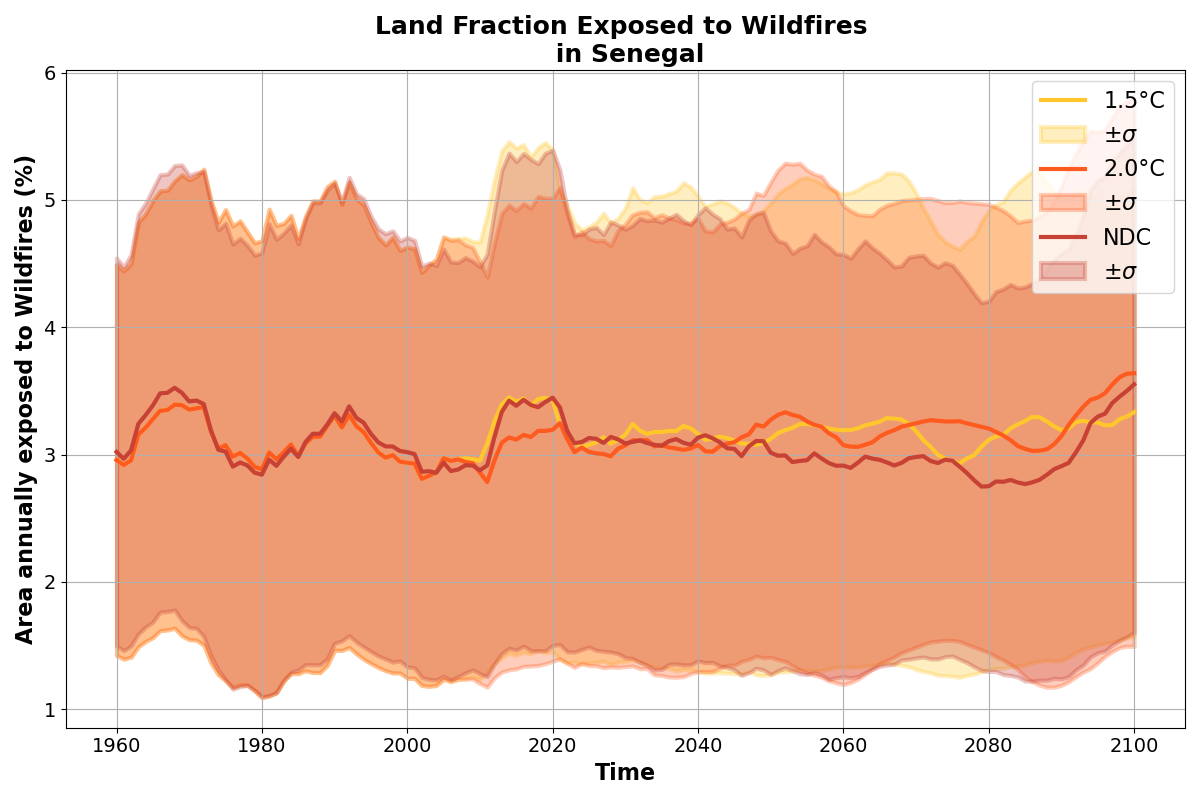 Land Fraction Exposed to Wildfires
in Senegal
Area annually exposed to Wildfires (%)
6
5
4
3
2
1
1.5°C
±σ
2.0°C
±σ
NDC
±σ
1960 1980 2000 2020 2040 2060 2080 2100
Time